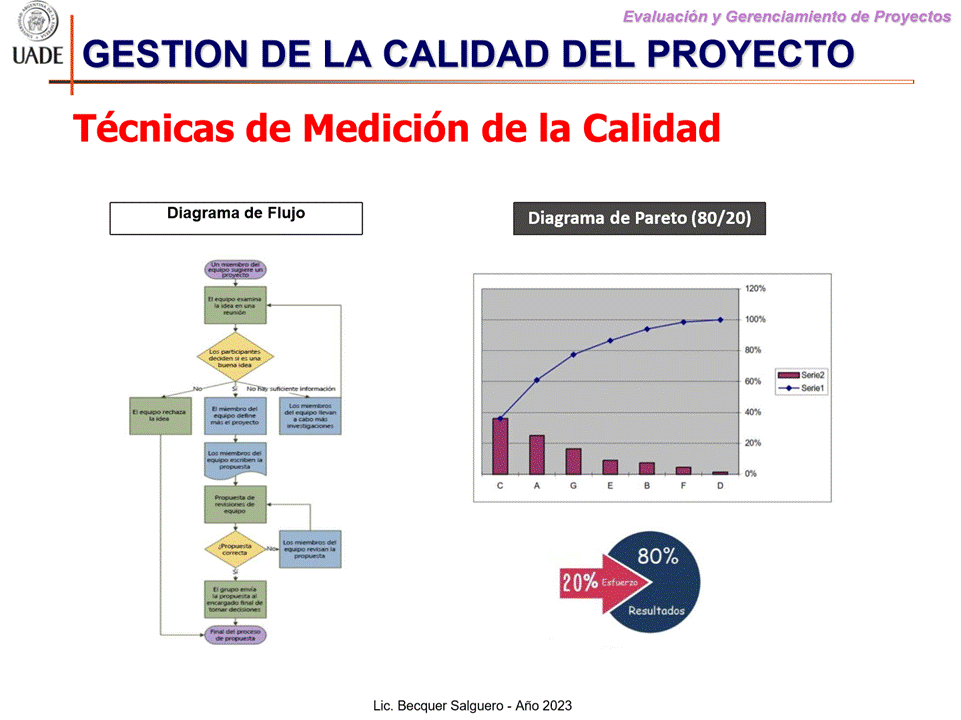 Evaluación y Gerenciamiento de Proyectos
UADE
GESTION DE LA CALIDAD DEL PROYECTO
Técnicas de Medición de la Calidad
Diagrama de Flujo
Un miembro del
equipo sugiere un
proyecto
El equipo examina
la idea en una
reunión
Los participantes
deciden si es una
buena idea
No
Si
No hay suficiente información
El equipo rechaza
la idea
El miembro del
equipo define
más el proyecto
Los miembros
del equipo llevan
a cabo más
investigaciones
Los miembros del
equipo escriben la
propuesta
Propuesta de
revisiones de
equipo
¿Propuesta
correcta
No
Los miembros del
equipo revisan la
propuesta
Si
El grupo envía
la propuesta al
encargado final de
tomar decisiones
Final del proceso
de propuesta
Diagrama de Pareto (80/20)
120%
100%
80%
60%
40%
20%
0%
C A G E B F D
Serie2
Serie1
80%
20% Esfuerzo
Resultados
Lic. Becquer Salguero - Año 2023